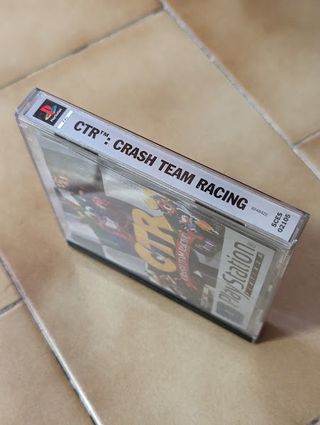 CTR™: CRASH TEAM RACING
SCES
02105
CTR
PlayStation